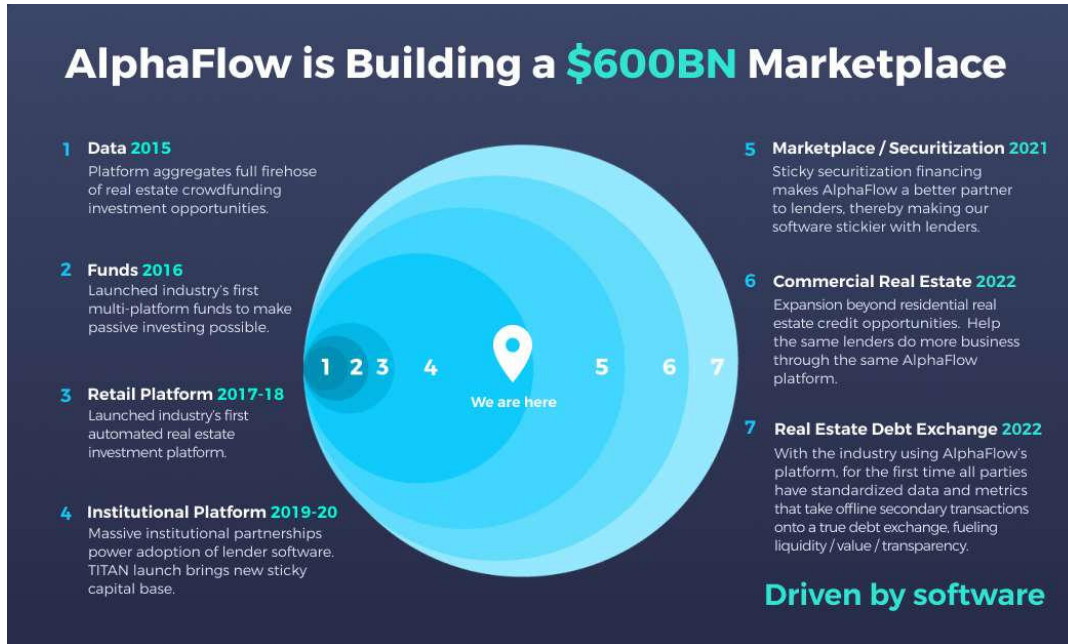 AlphaFlow is Building a $600BN Marketplace
1 Data 2015
Platform aggregates full firehose
of real estate crowdfunding
investment opportunities.
2 Funds 2016
Launched industry's first
multi-platform funds to make
passive investing possible.
3 Retail Platform 2017-18
Launched industry's first
automated real estate
investment platform.
4 Institutional Platform 2019-20
Massive institutional partnerships
power adoption of lender software.
TITAN launch brings new sticky
capital base.
1 2 3 4 5 6 7
We are here
5 Marketplace / Securitization 2021
Sticky securitization financing
makes AlphaFlow a better partner
to lenders, thereby making our
software stickier with lenders.
6 Commercial Real Estate 2022
Expansion beyond residential real
estate credit opportunities. Help
the same lenders do more business
through the same AlphaFlow
platform.
7 Real Estate Debt Exchange 2022
With the industry using AlphaFlow's
platform, for the first time all parties
have standardized data and metrics
that take offline secondary transactions
onto a true debt exchange, fueling
liquidity / value / transparency.
Driven by software